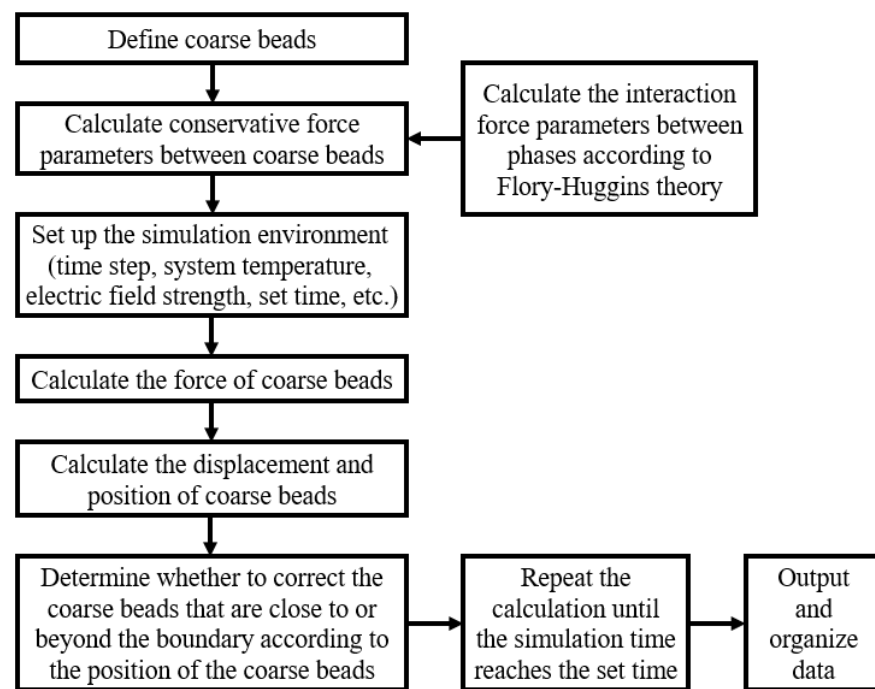 Define coarse beads
Calculate conservative force
parameters between coarse beads
Calculate the interaction
force parameters between
phases according to
Flory-Huggins theory
Set up the simulation environment
(time step, system temperature,
electric field strength, set time, etc.)
Calculate the force of coarse beads
Calculate the displacement and
position of coarse beads
Determine whether to correct the
coarse beads that are close to or
beyond the boundary according to
the position of the coarse beads
Repeat the
calculation until
the simulation time
reaches the set time
Output
and
organize
data